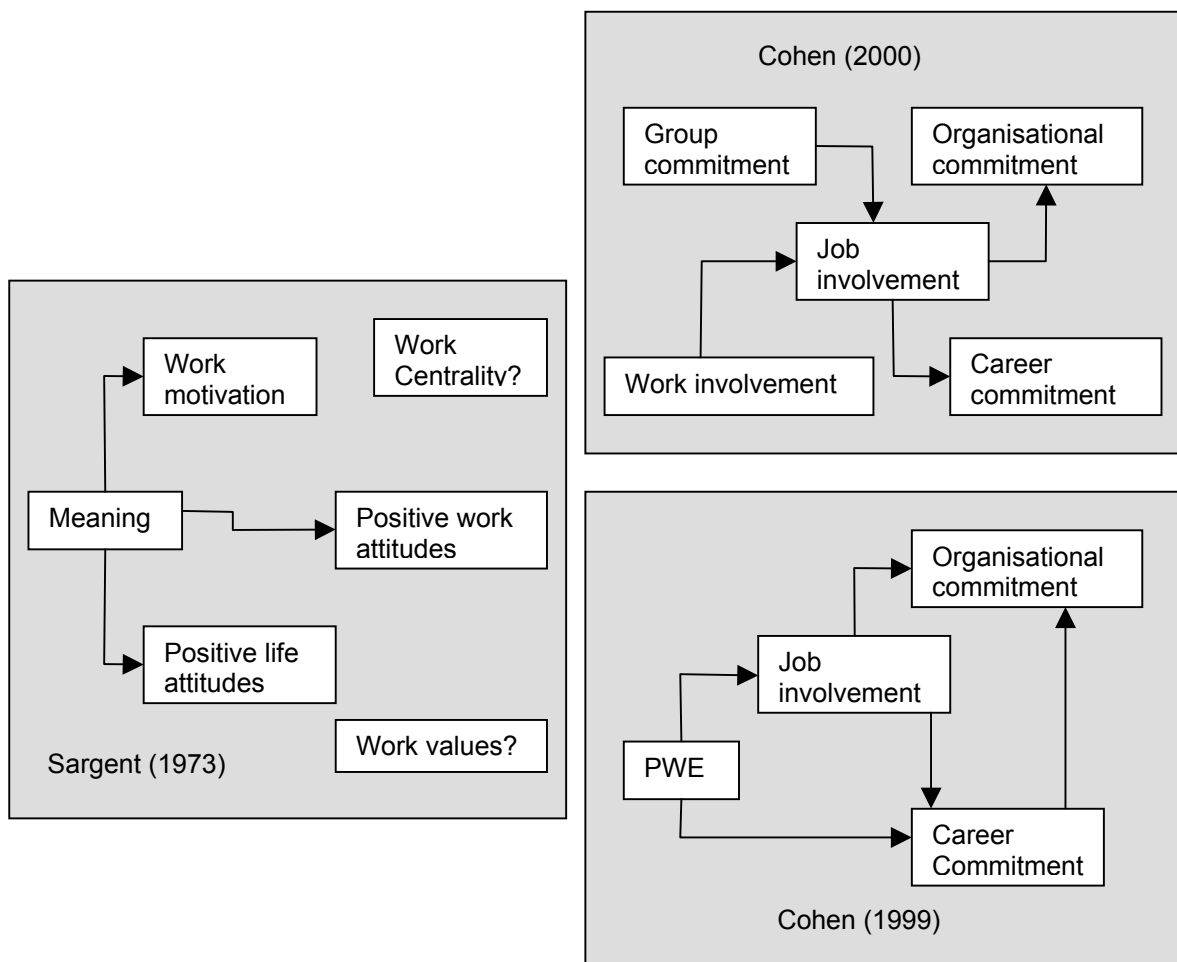 Cohen (2000)
Group
commitment
Organisational
commitment
Job
involvement
Work involvement
Career
commitment
Work
motivation
Work
Centrality?
Meaning
Positive work
attitudes
Positive life
attitudes
Work values?
Sargent (1973)
Organisational
commitment
Job
involvement
PWE
Career
Commitment
Cohen (1999)